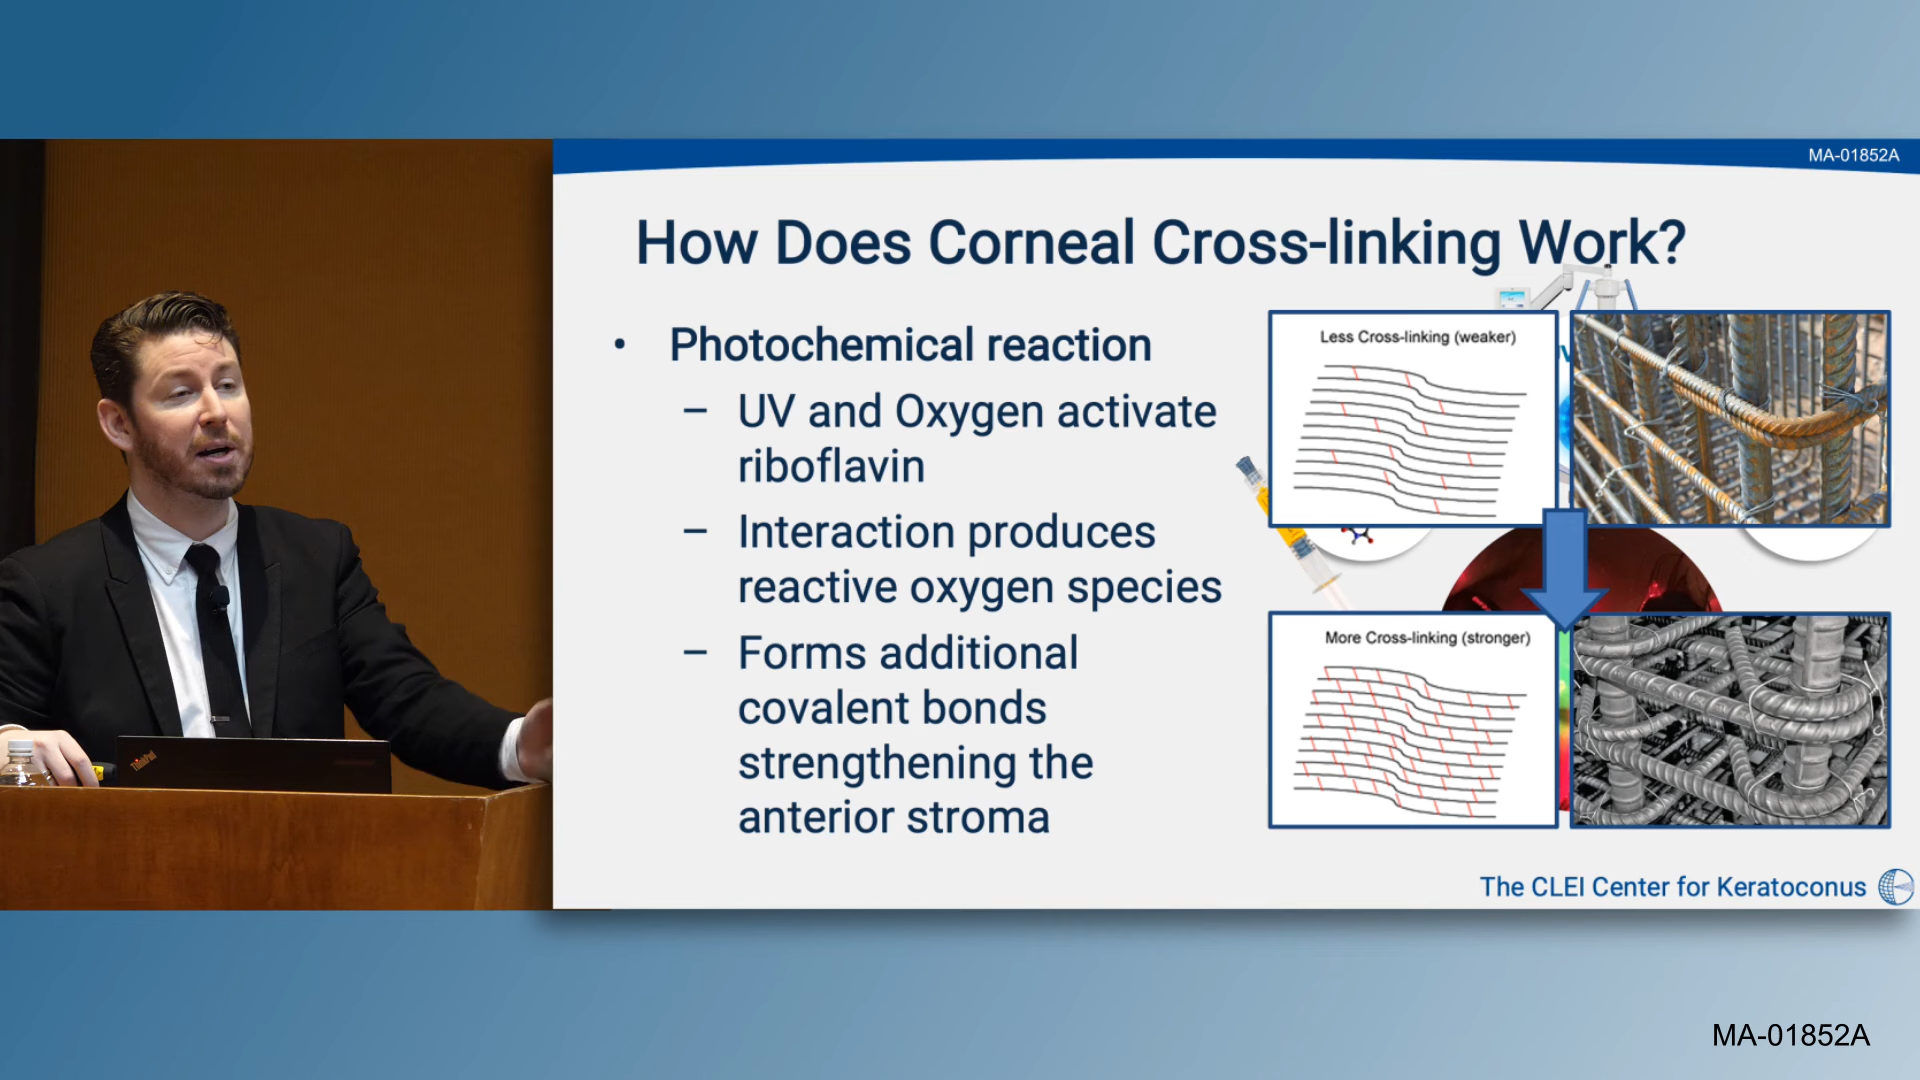 MA-01852A
How Does Corneal Cross-linking Work?
• Photochemical reaction
– UV and Oxygen activate
riboflavin
– Interaction produces
reactive oxygen species
– Forms additional
covalent bonds
strengthening the
anterior stroma
Less Cross-linking (weaker)
More Cross-linking (stronger)
The CLEI Center for Keratoconus
ThinkPad
MA-01852A